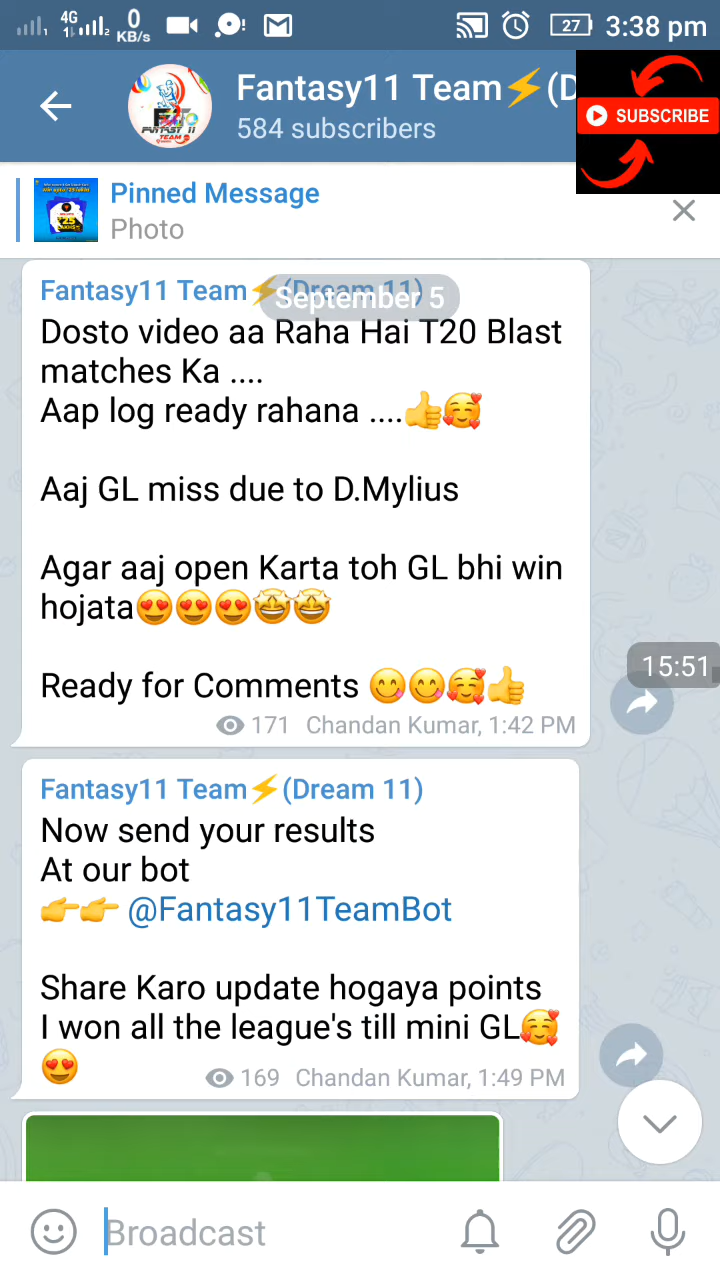 4G
0
KB/s
27
3:38 pm
Fantasy11 Team⚡(D
584 subscribers
SUBSCRIBE
Pinned Message
Photo
Fantasy11 Team⚡(Dream 11)
September 5
Dosto video aa Raha Hai T20 Blast
matches Ka ....
Aap log ready rahana ....👍🥰
Aaj GL miss due to D.Mylius
Agar aaj open Karta toh GL bhi win
hojata😍😍😍🤩🤩
Ready for Comments 😋😋🥰👍
171 Chandan Kumar, 1:42 PM
15:51
Fantasy11 Team⚡(Dream 11)
Now send your results
At our bot
👉👉 @Fantasy11TeamBot
Share Karo update hogaya points
I won all the league's till mini GL🥰
😍
169 Chandan Kumar, 1:49 PM
Broadcast